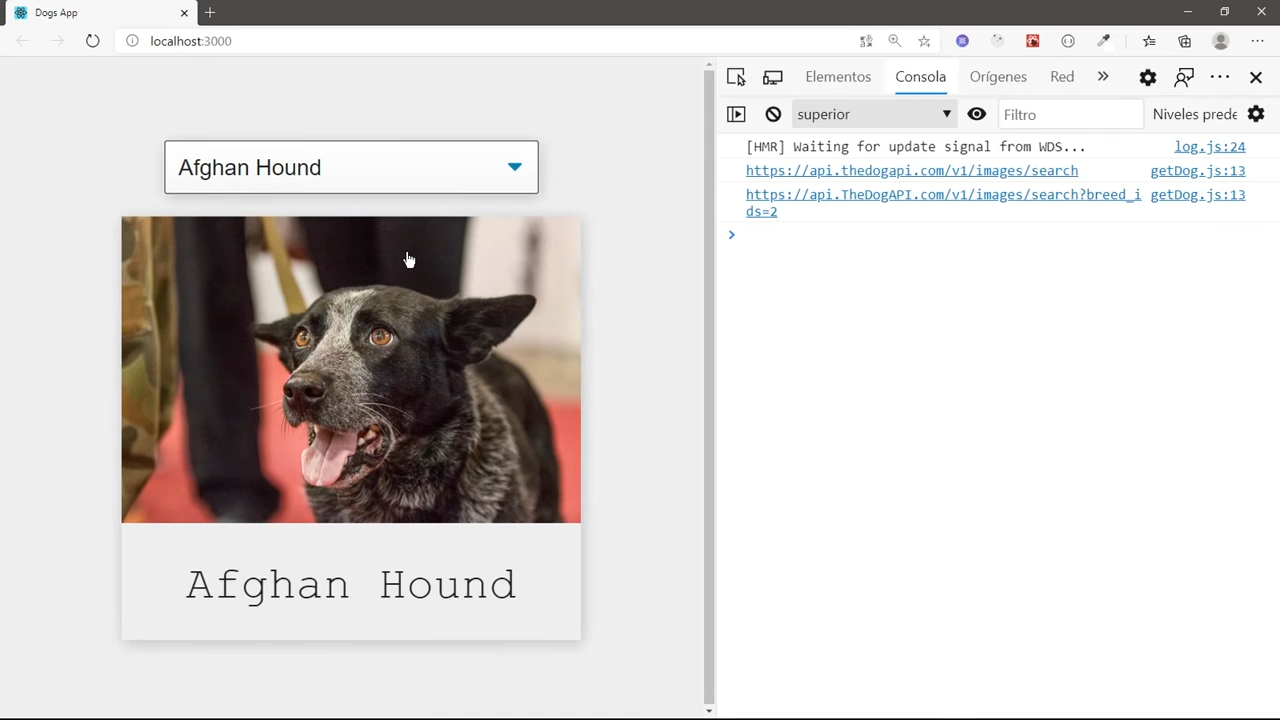 Dogs App
localhost:3000
Afghan Hound
Afghan Hound
Elementos
Consola
Orígenes
Red
superior
Filtro
Niveles prede
[HMR] Waiting for update signal from WDS...
log.js:24
https://api.thedogapi.com/v1/images/search
getDog.js:13
https://api.TheDogAPI.com/v1/images/search?breed_i
getDog.js:13
ds=2